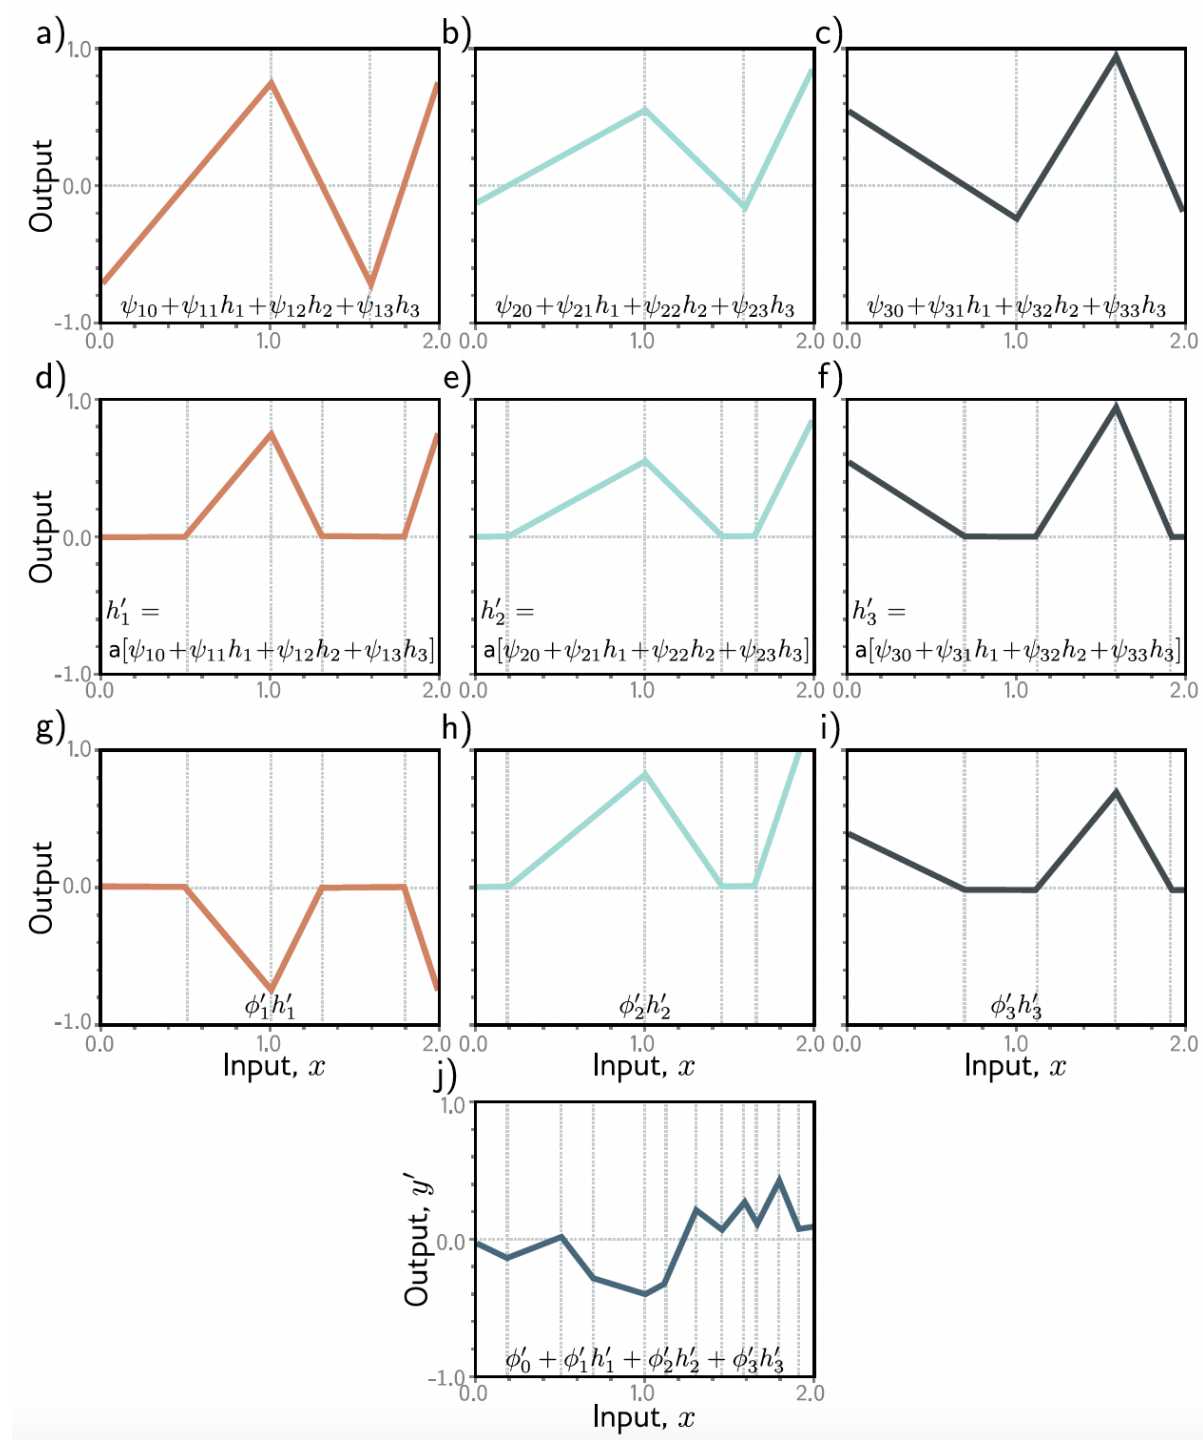 a)
1.0
Output
0.0
-1.0
ψ₁₀+ψ₁₁h₁+ψ₁₂h₂+ψ₁₃h₃
0.0 1.0 2.0
b)
ψ₂₀+ψ₂₁h₁+ψ₂₂h₂+ψ₂₃h₃
0.0 1.0 2.0
c)
ψ₃₀+ψ₃₁h₁+ψ₃₂h₂+ψ₃₃h₃
0.0 1.0 2.0
d)
1.0
Output
0.0
-1.0
h′₁ =
a[ψ₁₀+ψ₁₁h₁+ψ₁₂h₂+ψ₁₃h₃]
0.0 1.0 2.0
e)
h′₂ =
a[ψ₂₀+ψ₂₁h₁+ψ₂₂h₂+ψ₂₃h₃]
0.0 1.0 2.0
f)
h′₃ =
a[ψ₃₀+ψ₃₁h₁+ψ₃₂h₂+ψ₃₃h₃]
0.0 1.0 2.0
g)
1.0
Output
0.0
-1.0
ϕ′₁h′₁
0.0 1.0 2.0
Input, x
h)
ϕ′₂h′₂
0.0 1.0 2.0
Input, x
i)
ϕ′₃h′₃
0.0 1.0 2.0
Input, x
j)
1.0
Output, y′
0.0
-1.0
ϕ′₀ + ϕ′₁h′₁ + ϕ′₂h′₂ + ϕ′₃h′₃
0.0 1.0 2.0
Input, x